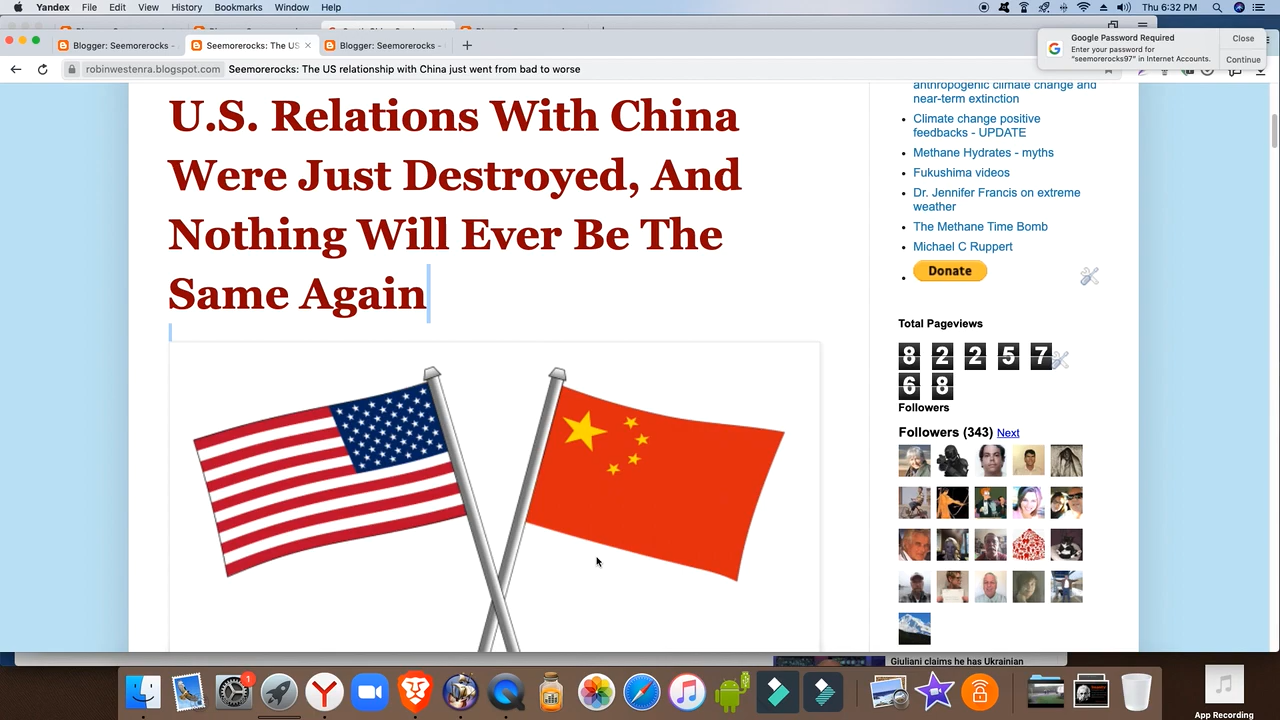 Yandex File Edit View History Bookmarks Window Help
Thu 6:32 PM
Blogger: Seemorerocks -
Seemorerocks: The US
Blogger: Seemorerocks -
Google Password Required
Enter your password for
"seemorerocks97" in Internet Accounts.
Close
Continue
robinwestenra.blogspot.com Seemorerocks: The US relationship with China just went from bad to worse
U.S. Relations With China
Were Just Destroyed, And
Nothing Will Ever Be The
Same Again
anthropogenic climate change and
near-term extinction
Climate change positive
feedbacks - UPDATE
Methane Hydrates - myths
Fukushima videos
Dr. Jennifer Francis on extreme
weather
The Methane Time Bomb
Michael C Ruppert
Donate
Total Pageviews
8 2 2 5 7
6 8
Followers
Followers (343) Next
Giuliani claims he has Ukrainian
1
App Recording